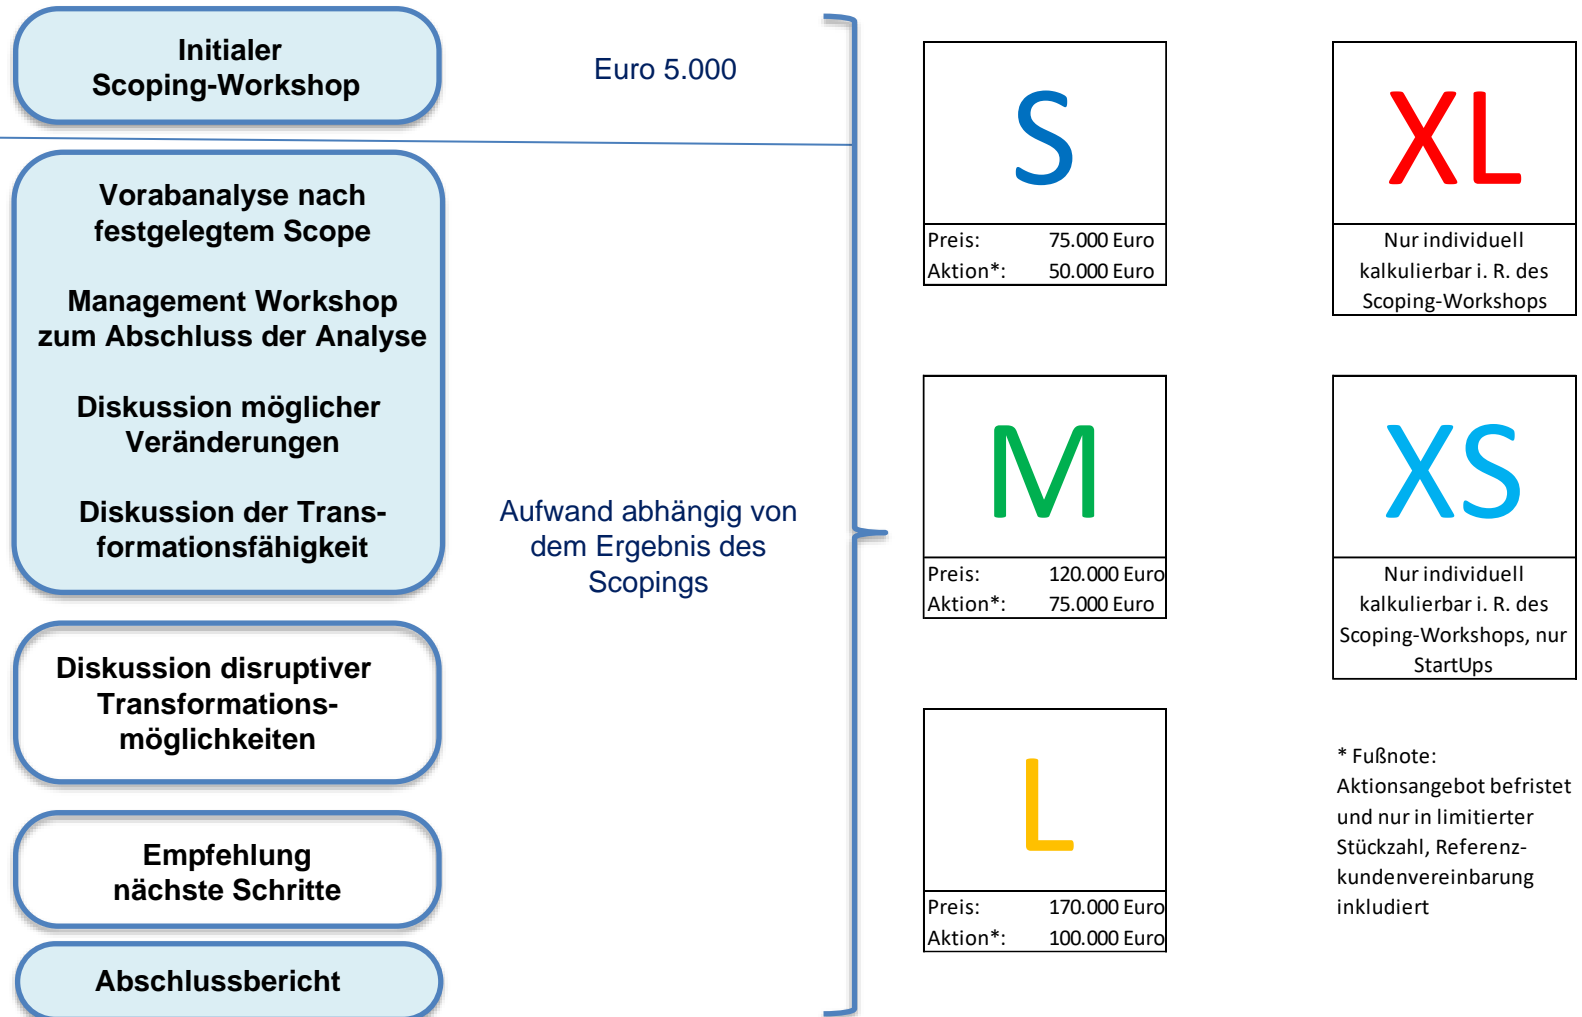 Initialer
Scoping-Workshop
Euro 5.000
Vorabanalyse nach
festgelegtem Scope
Management Workshop
zum Abschluss der Analyse
Diskussion möglicher
Veränderungen
Diskussion der Trans-
formationsfähigkeit
Aufwand abhängig von
dem Ergebnis des
Scopings
Diskussion disruptiver
Transformations-
möglichkeiten
Empfehlung
nächste Schritte
Abschlussbericht
S
Preis: 75.000 Euro
Aktion*: 50.000 Euro
M
Preis: 120.000 Euro
Aktion*: 75.000 Euro
L
Preis: 170.000 Euro
Aktion*: 100.000 Euro
XL
Nur individuell
kalkulierbar i. R. des
Scoping-Workshops
XS
Nur individuell
kalkulierbar i. R. des
Scoping-Workshops, nur
StartUps
* Fußnote:
Aktionsangebot befristet
und nur in limitierter
Stückzahl, Referenz-
kundenvereinbarung
inkludiert